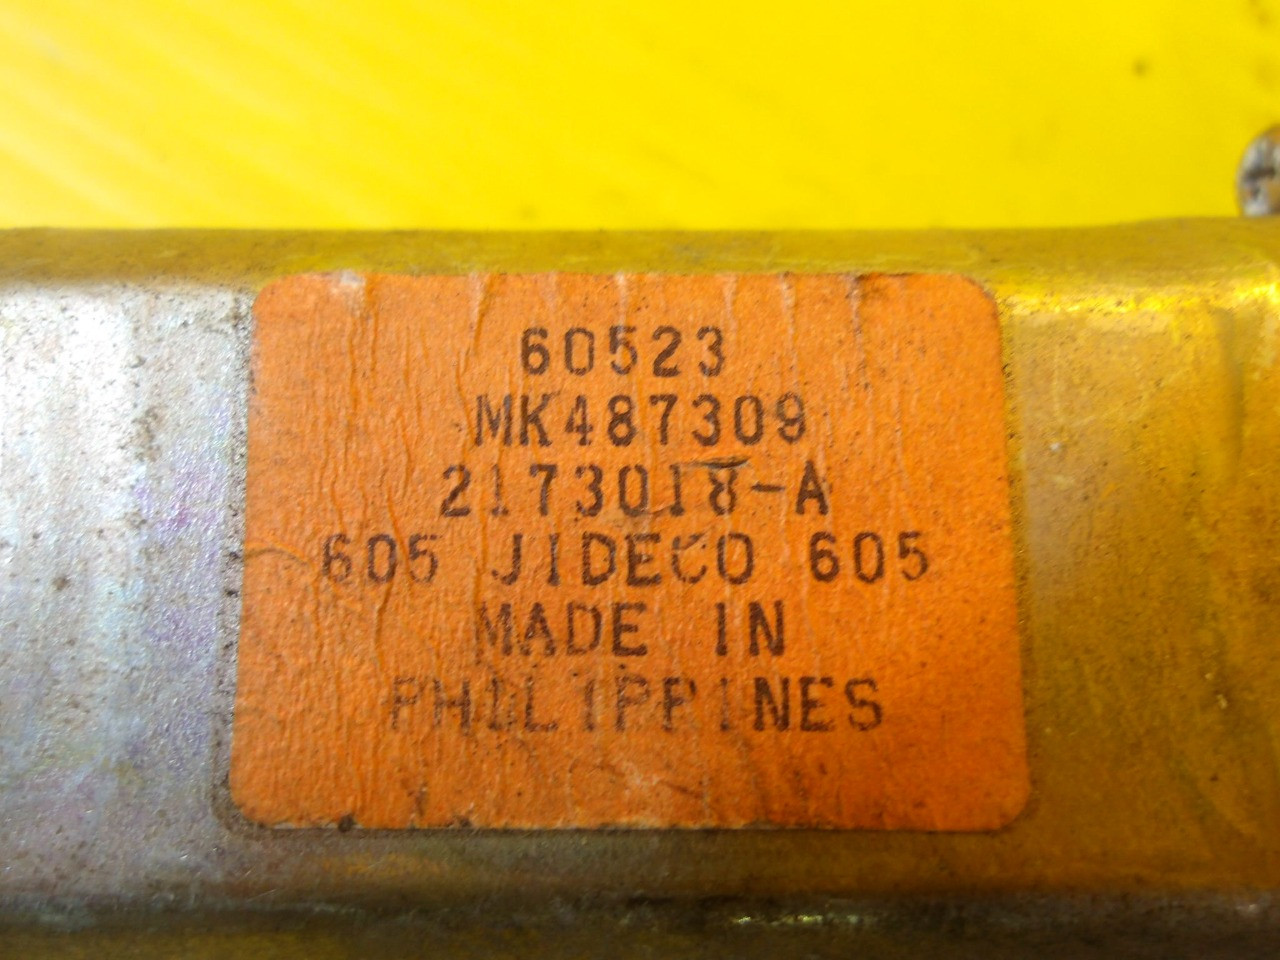 60523
MK487309
2173018-A
605 JIDECO 605
MADE IN
PHILIPPINES